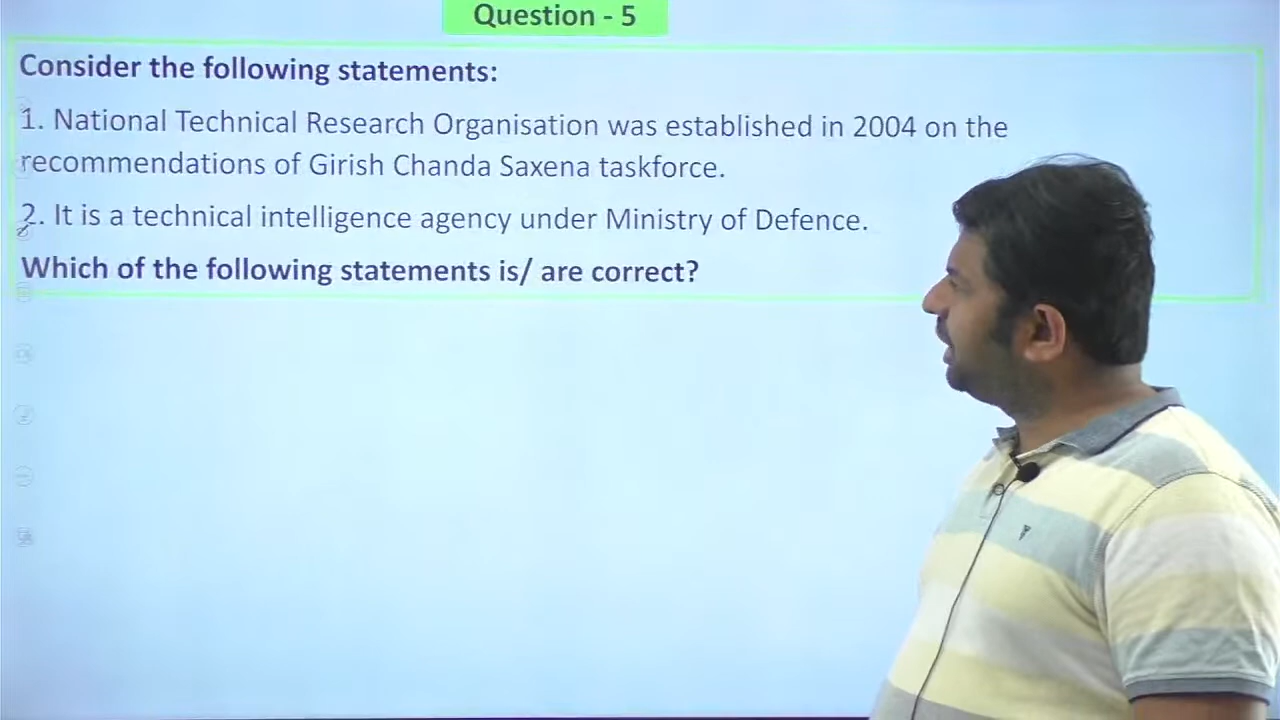 Question - 5
Consider the following statements:
1. National Technical Research Organisation was established in 2004 on the
recommendations of Girish Chanda Saxena taskforce.
2. It is a technical intelligence agency under Ministry of Defence.
Which of the following statements is/ are correct?